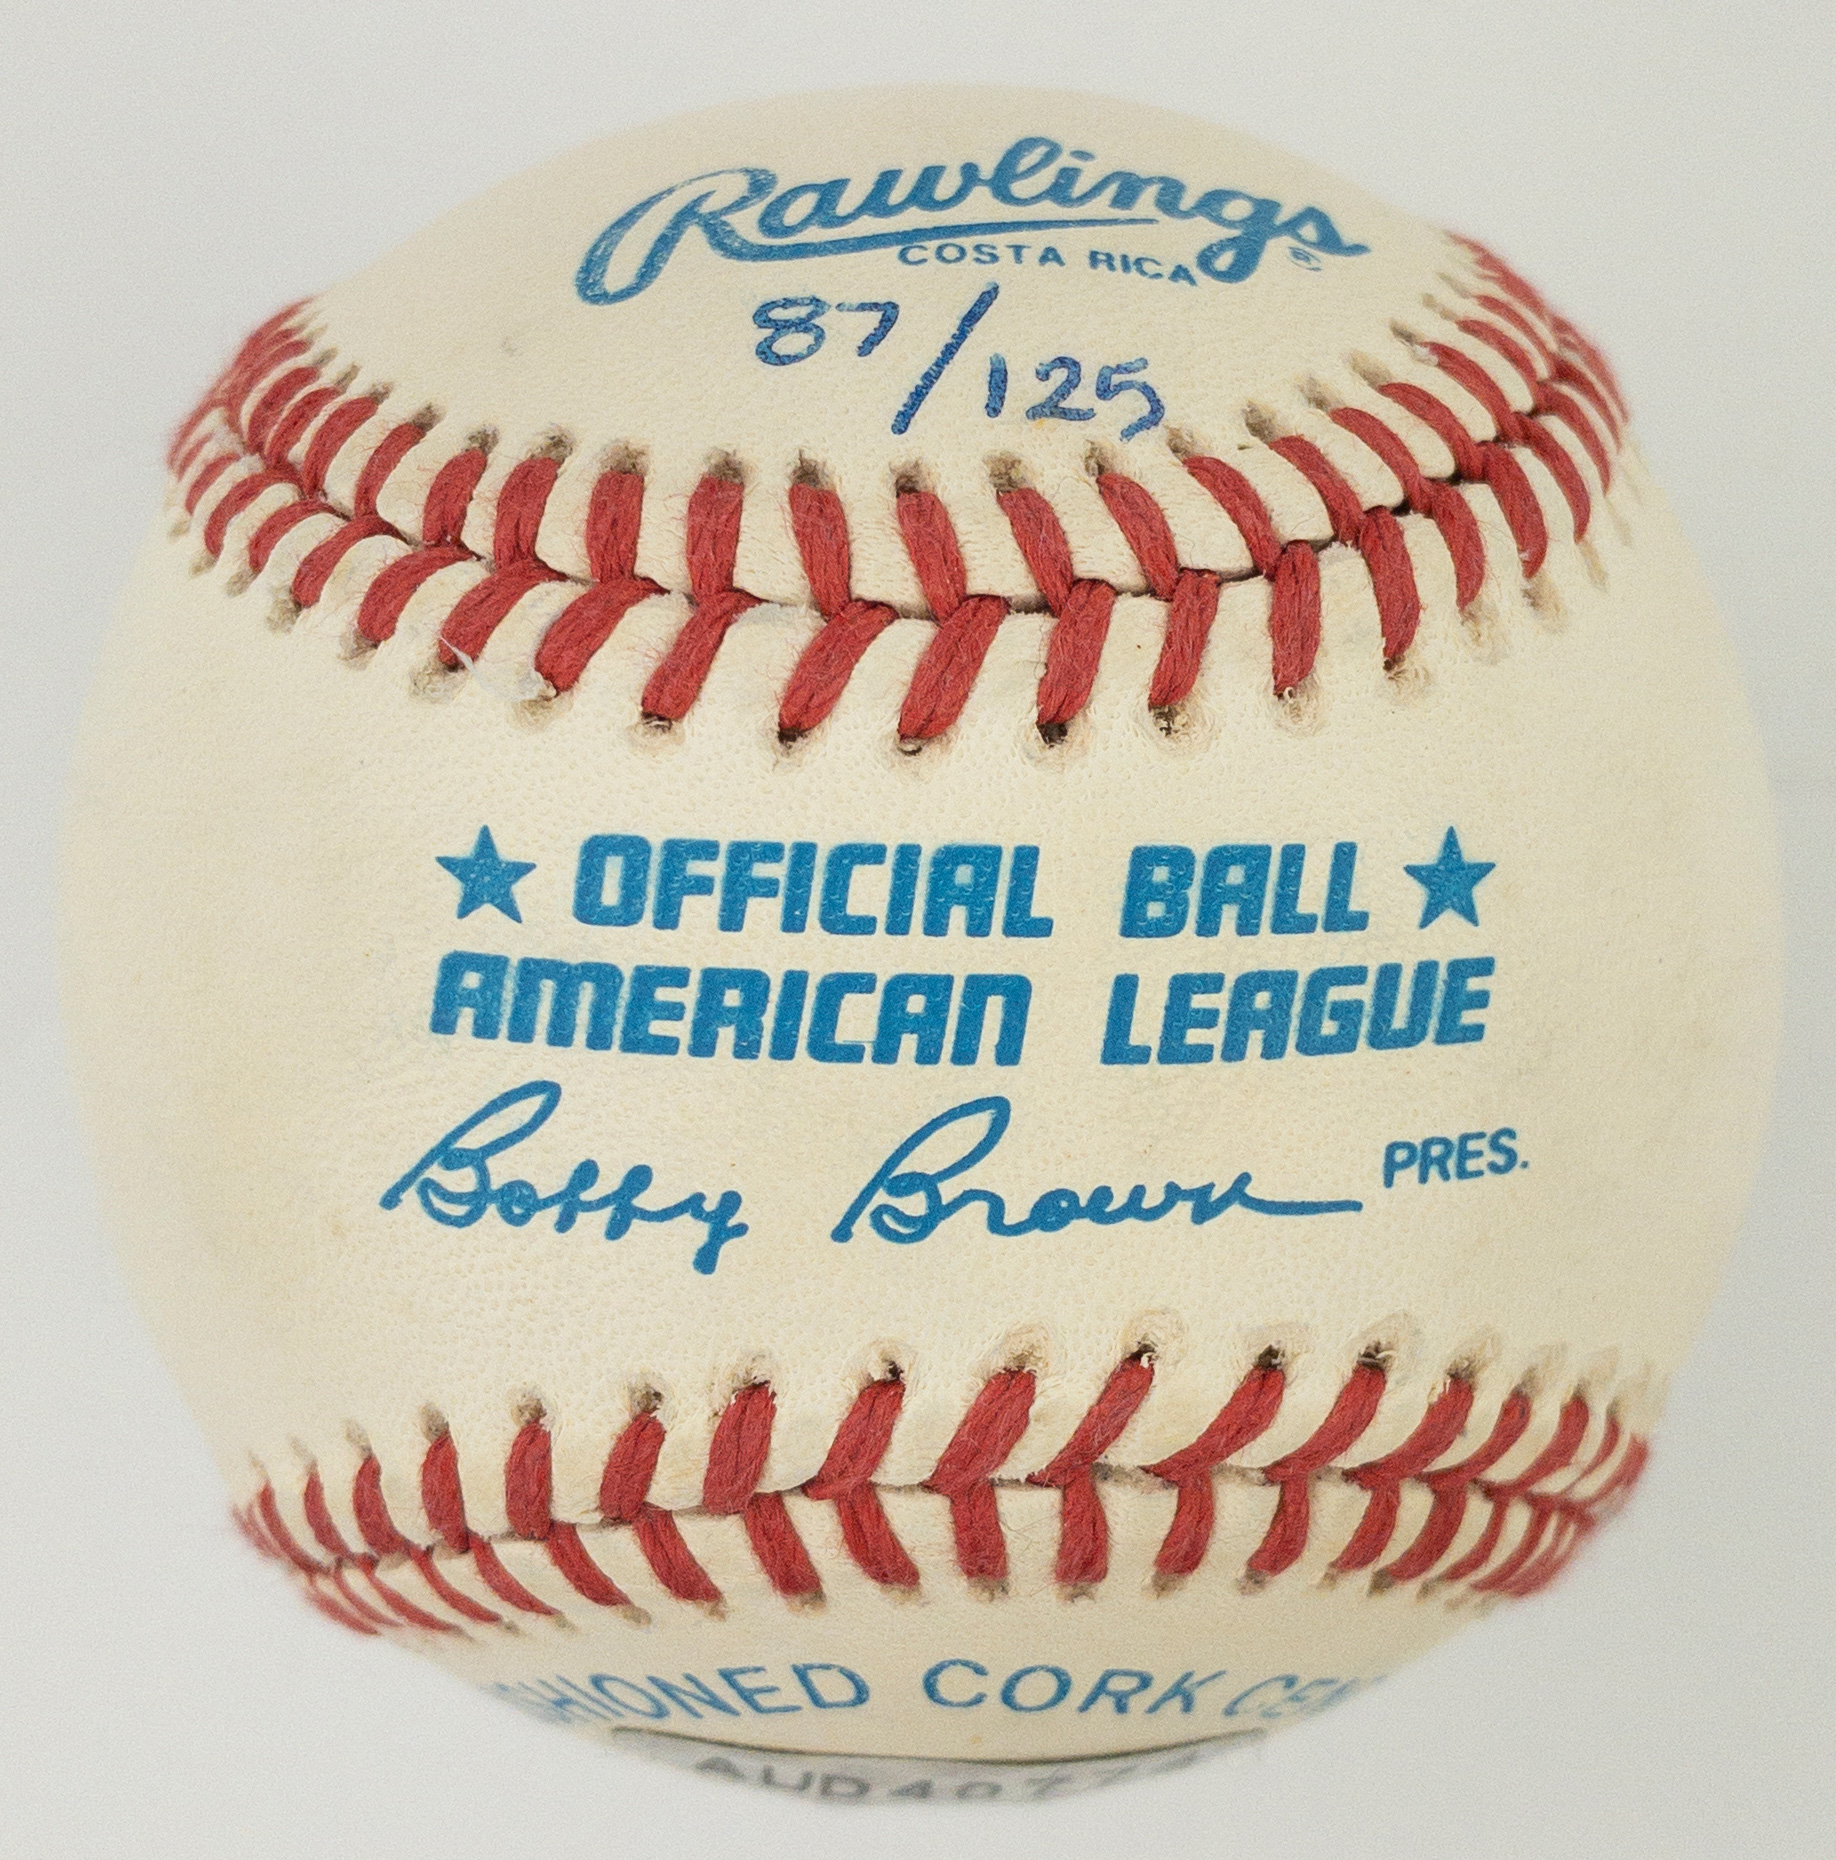 Rawlings ®
COSTA RICA
87/125
★ OFFICIAL BALL ★
AMERICAN LEAGUE
Bobby Brown PRES.
CORK